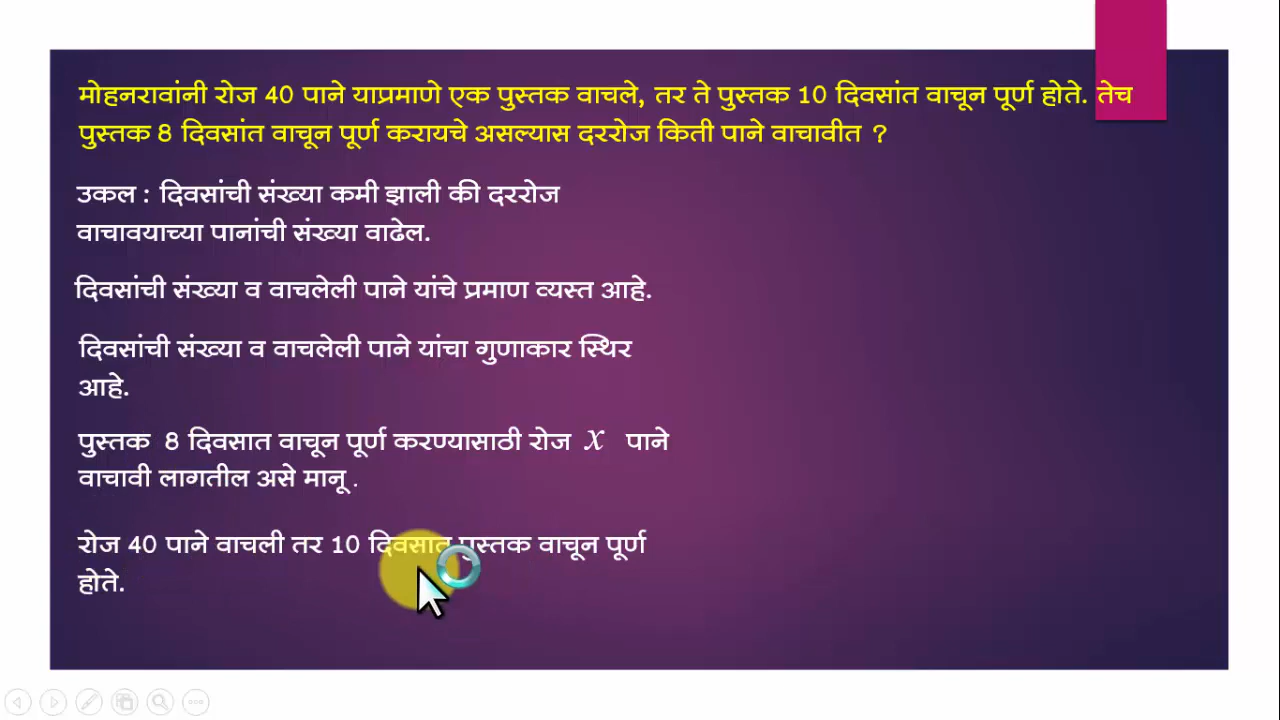 मोहनरावांनी रोज 40 पाने याप्रमाणे एक पुस्तक वाचले, तर ते पुस्तक 10 दिवसांत वाचून पूर्ण होते. तेच
पुस्तक 8 दिवसांत वाचून पूर्ण करायचे असल्यास दररोज किती पाने वाचावीत ?
उकल : दिवसांची संख्या कमी झाली की दररोज
वाचावयाच्या पानांची संख्या वाढेल.
दिवसांची संख्या व वाचलेली पाने यांचे प्रमाण व्यस्त आहे.
दिवसांची संख्या व वाचलेली पाने यांचा गुणाकार स्थिर
आहे.
पुस्तक 8 दिवसात वाचून पूर्ण करण्यासाठी रोज x पाने
वाचावी लागतील असे मानू .
रोज 40 पाने वाचली तर 10 दिवसात पुस्तक वाचून पूर्ण
होते.